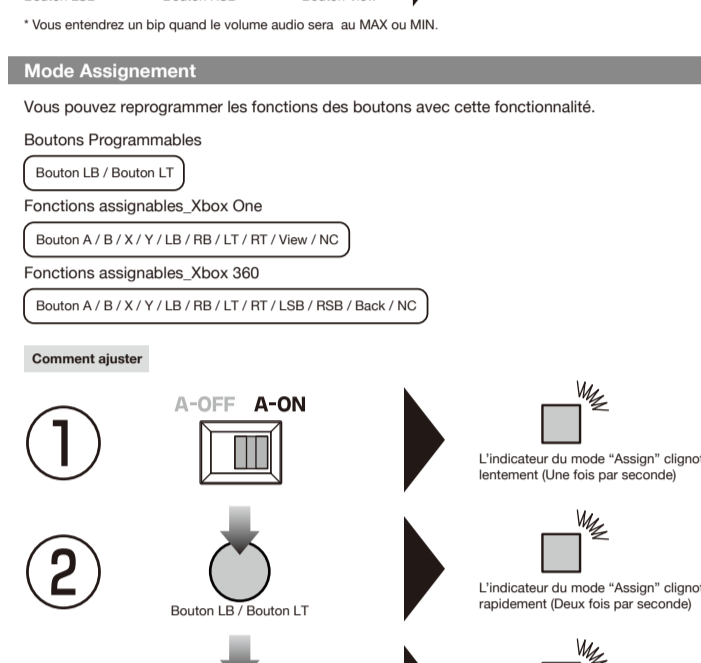 * Vous entendrez un bip quand le volume audio sera au MAX ou MIN.
Mode Assignement
Vous pouvez reprogrammer les fonctions des boutons avec cette fonctionnalité.
Boutons Programmables
Bouton LB / Bouton LT
Fonctions assignables_Xbox One
Bouton A / B / X / Y / LB / RB / LT / RT / View / NC
Fonctions assignables_Xbox 360
Bouton A / B / X / Y / LB / RB / LT / RT / LSB / RSB / Back / NC
Comment ajuster
A-OFF A-ON
1
L'indicateur du mode “Assign”
lentement (Une fois par seconde)
2
Bouton LB / Bouton LT
L'indicateur du mode “Assign”
rapidement (Deux fois par seconde)